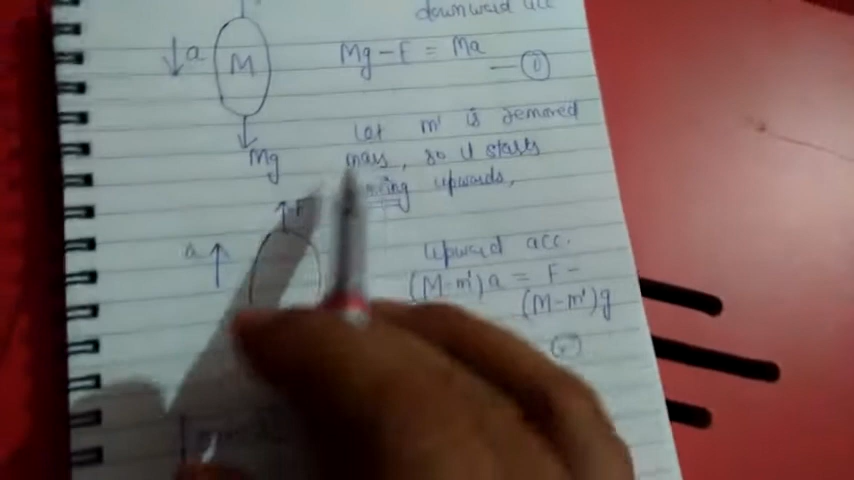 downward acc
a
M
Mg - F = Ma
— ①
Mg
Let m' is removed
mass, so it starts
upwards,
F
a
Upward acc.
(M-m')a = F -
(M-m')g